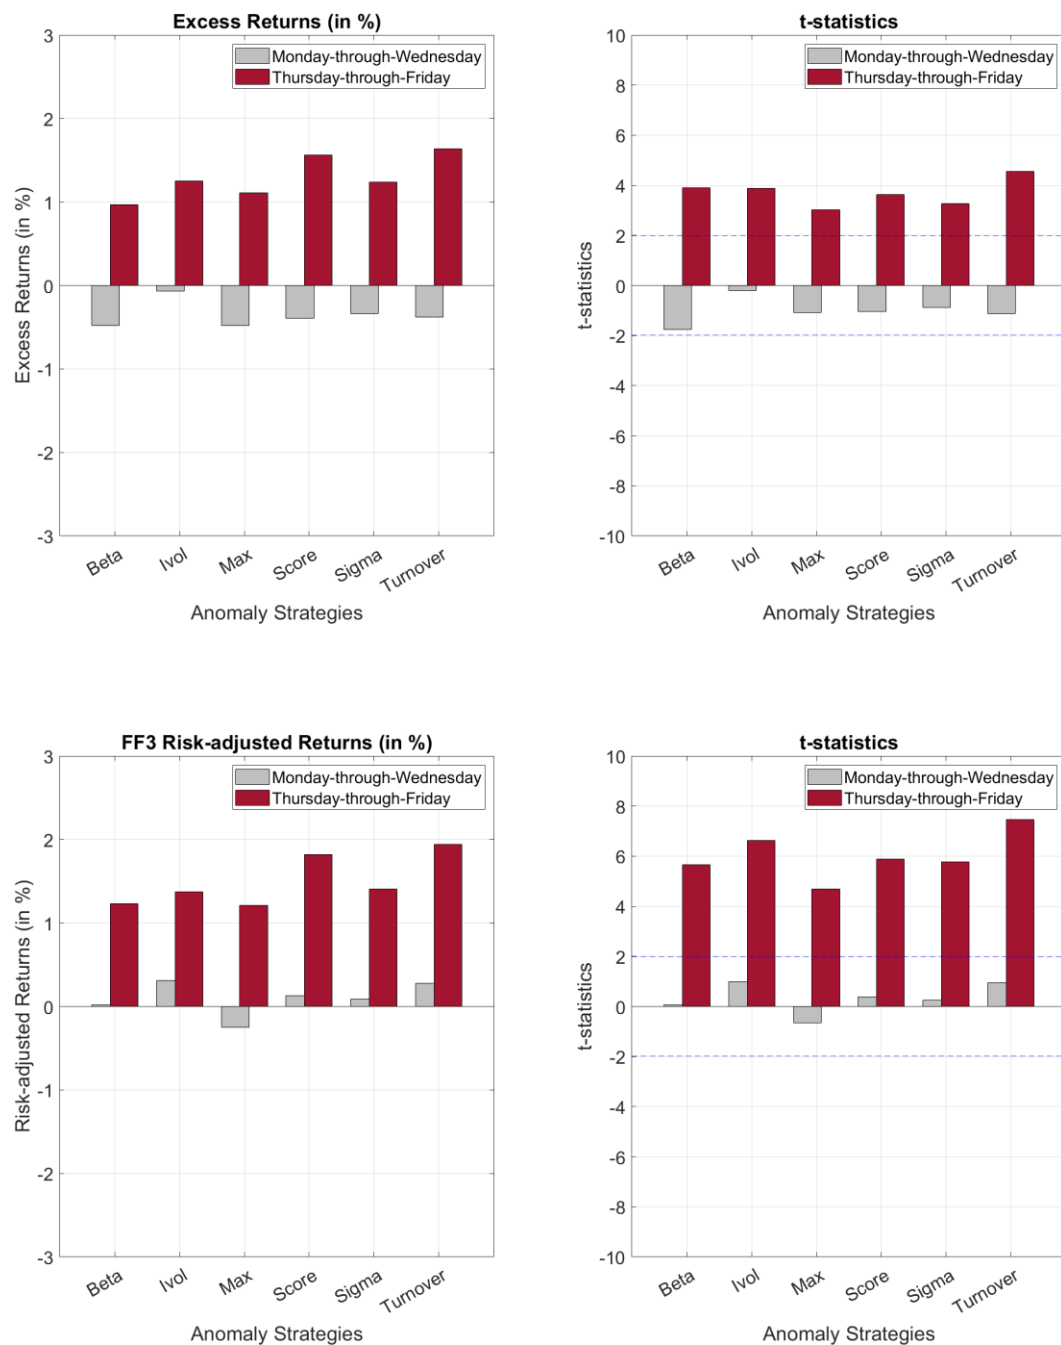 Excess Returns (in %)
3
2
1
0
-1
-2
-3
Excess Returns (in %)
Monday-through-Wednesday
Thursday-through-Friday
Beta
Ivol
Max
Score
Sigma
Turnover
Anomaly Strategies
t-statistics
10
8
6
4
2
0
-2
-4
-6
-8
-10
t-statistics
Monday-through-Wednesday
Thursday-through-Friday
Beta
Ivol
Max
Score
Sigma
Turnover
Anomaly Strategies
FF3 Risk-adjusted Returns (in %)
3
2
1
0
-1
-2
-3
Risk-adjusted Returns (in %)
Monday-through-Wednesday
Thursday-through-Friday
Beta
Ivol
Max
Score
Sigma
Turnover
Anomaly Strategies
t-statistics
10
8
6
4
2
0
-2
-4
-6
-8
-10
t-statistics
Monday-through-Wednesday
Thursday-through-Friday
Beta
Ivol
Max
Score
Sigma
Turnover
Anomaly Strategies